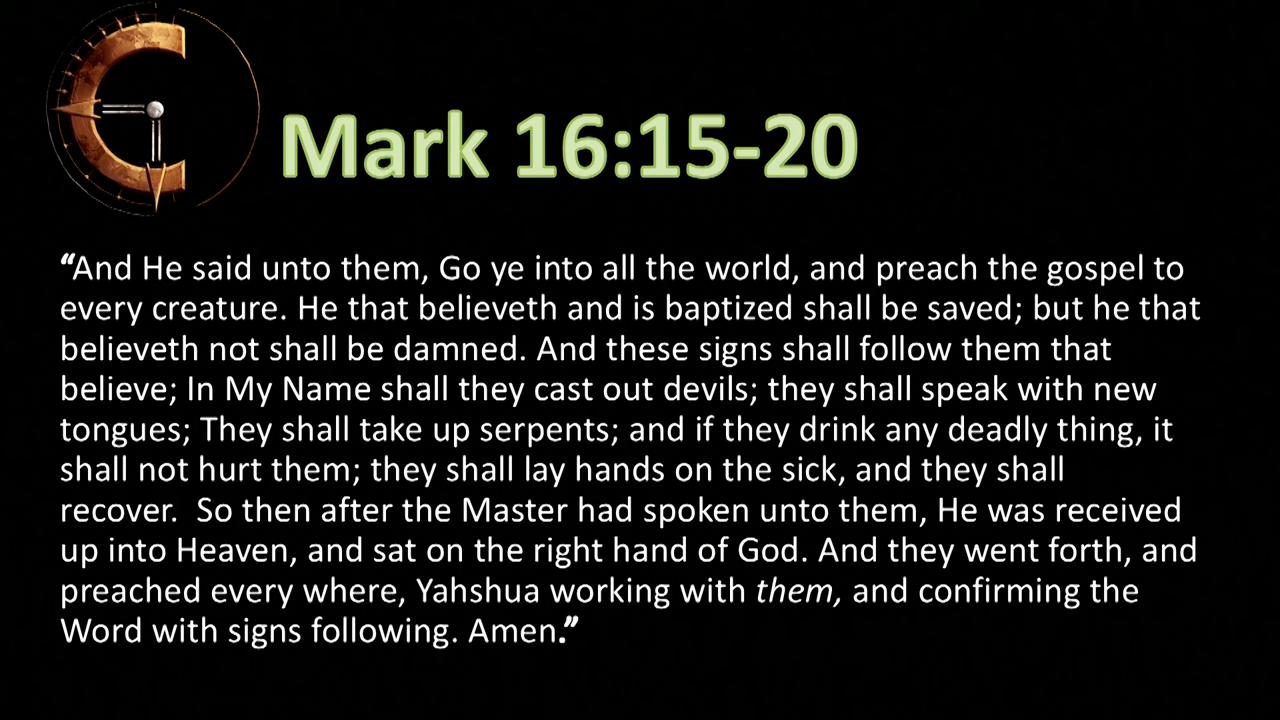 Mark 16:15-20
“And He said unto them, Go ye into all the world, and preach the gospel to
every creature. He that believeth and is baptized shall be saved; but he that
believeth not shall be damned. And these signs shall follow them that
believe; In My Name shall they cast out devils; they shall speak with new
tongues; They shall take up serpents; and if they drink any deadly thing, it
shall not hurt them; they shall lay hands on the sick, and they shall
recover.  So then after the Master had spoken unto them, He was received
up into Heaven, and sat on the right hand of God. And they went forth, and
preached every where, Yahshua working with them, and confirming the
Word with signs following. Amen.”